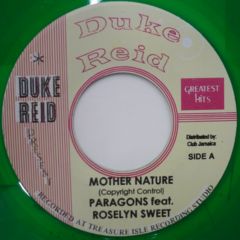 Duke
Reid
DUKE
REID
PRESENT
GREATEST
HITS
Distributed by:
Club Jamaica
SIDE A
MOTHER NATURE
(Copyright Control)
PARAGONS feat.
ROSELYN SWEET
RECORDED AT TREASURE ISLE RECORDING STUDIO